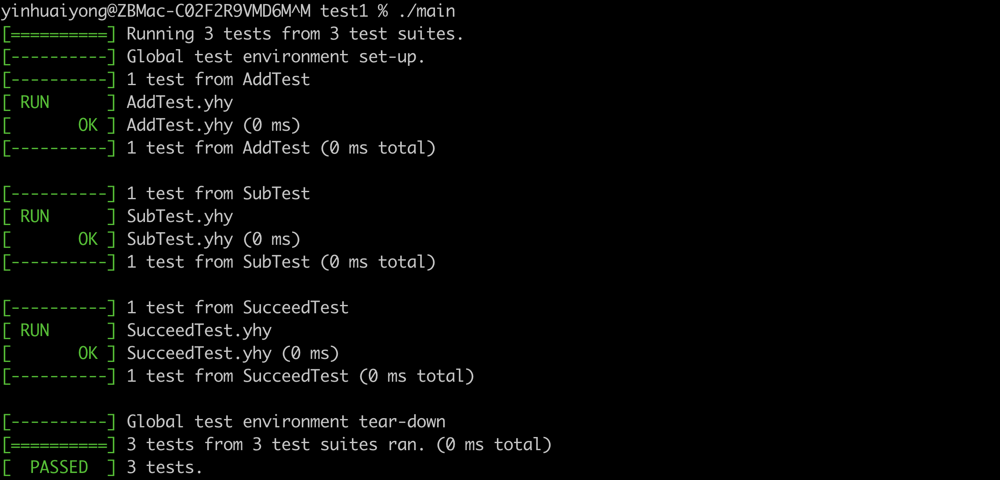 yinhuaiyong@ZBMac-C02F2R9VMD6M^M test1 % ./main
[==========] Running 3 tests from 3 test suites.
[----------] Global test environment set-up.
[----------] 1 test from AddTest
[ RUN      ] AddTest.yhy
[       OK ] AddTest.yhy (0 ms)
[----------] 1 test from AddTest (0 ms total)

[----------] 1 test from SubTest
[ RUN      ] SubTest.yhy
[       OK ] SubTest.yhy (0 ms)
[----------] 1 test from SubTest (0 ms total)

[----------] 1 test from SucceedTest
[ RUN      ] SucceedTest.yhy
[       OK ] SucceedTest.yhy (0 ms)
[----------] 1 test from SucceedTest (0 ms total)

[----------] Global test environment tear-down
[==========] 3 tests from 3 test suites ran. (0 ms total)
[  PASSED  ] 3 tests.